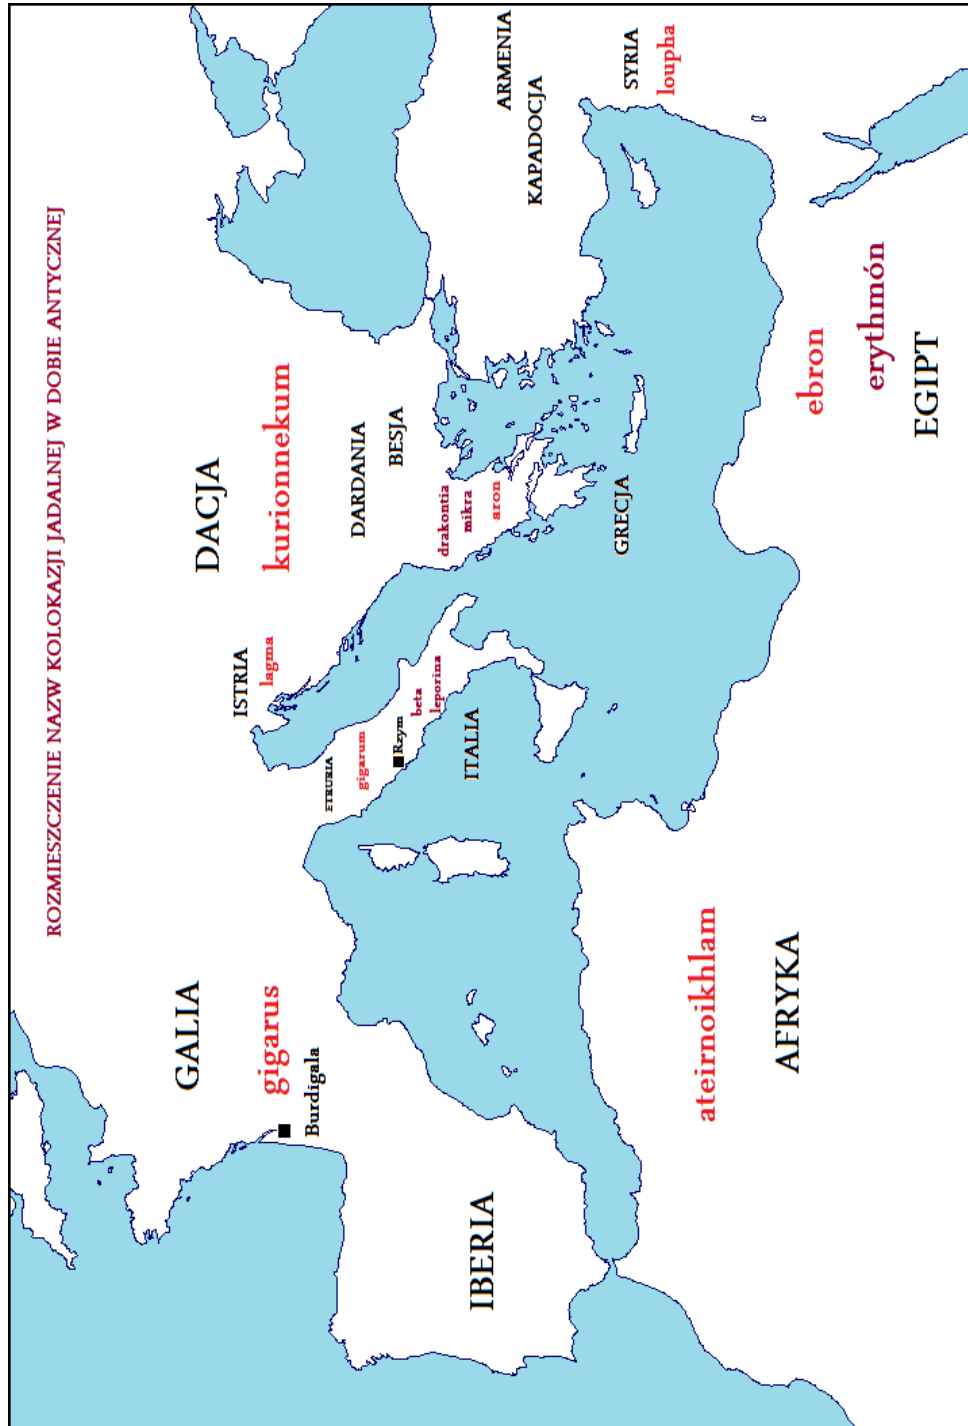 ROZMIESZCZENIE NAZW KOLOKAZJI JADALNEJ W DOBIE ANTYCZNEJ
GALIA
gigarus
Burdigala
IBERIA
ISTRIA
lagma
ETRURIA
gigarum
Rzym
beta
leporina
ITALIA
DACJA
kurionnekum
DARDANIA
BESJA
drakontia
mikra
aron
GRECJA
ARMENIA
KAPADOCJA
SYRIA
loupha
ateirnoikhlam
AFRYKA
ebron
erythmón
EGIPT